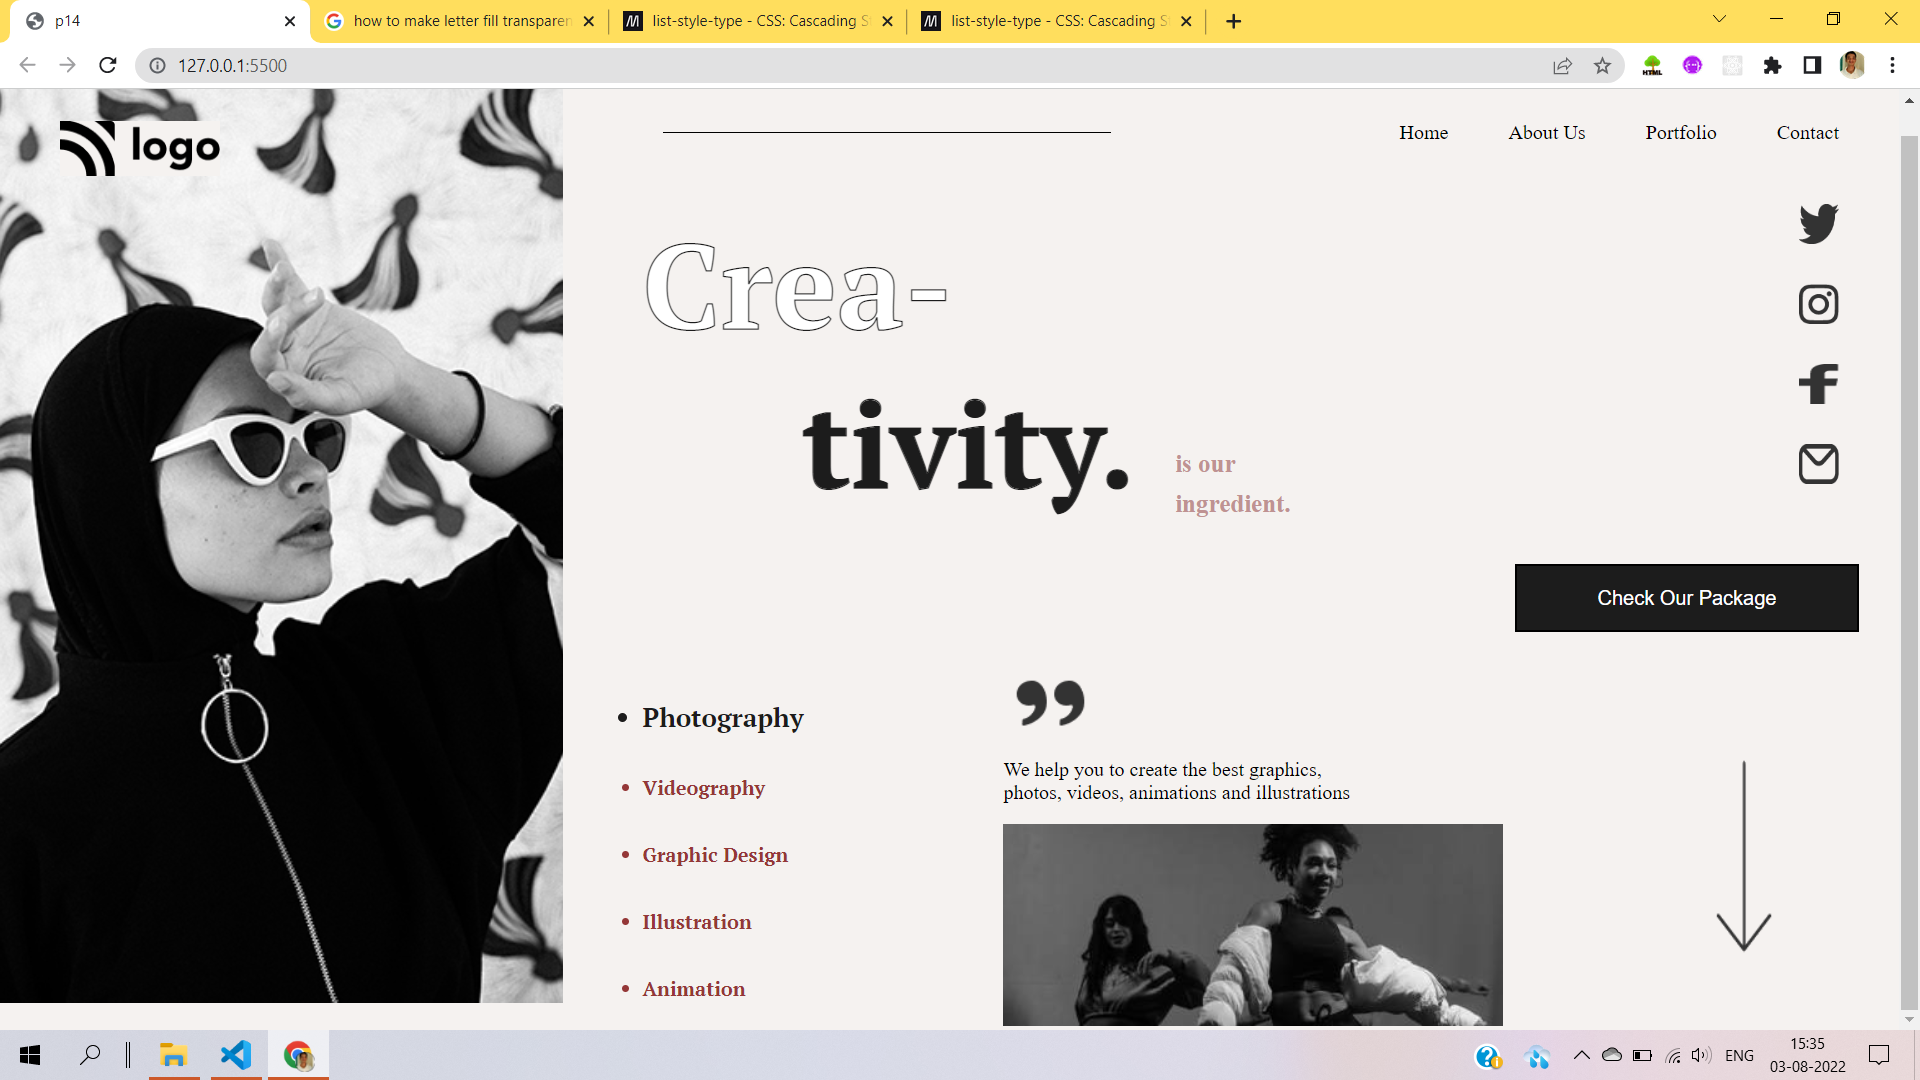 p14
how to make letter fill transparen
list-style-type - CSS: Cascading S
list-style-type - CSS: Cascading S
127.0.0.1:5500
HTML
logo
Home
About Us
Portfolio
Contact
Crea-
tivity.
is our
ingredient.
Check Our Package
Photography
Videography
Graphic Design
Illustration
Animation
We help you to create the best graphics,
photos, videos, animations and illustrations
ENG
15:35
03-08-2022